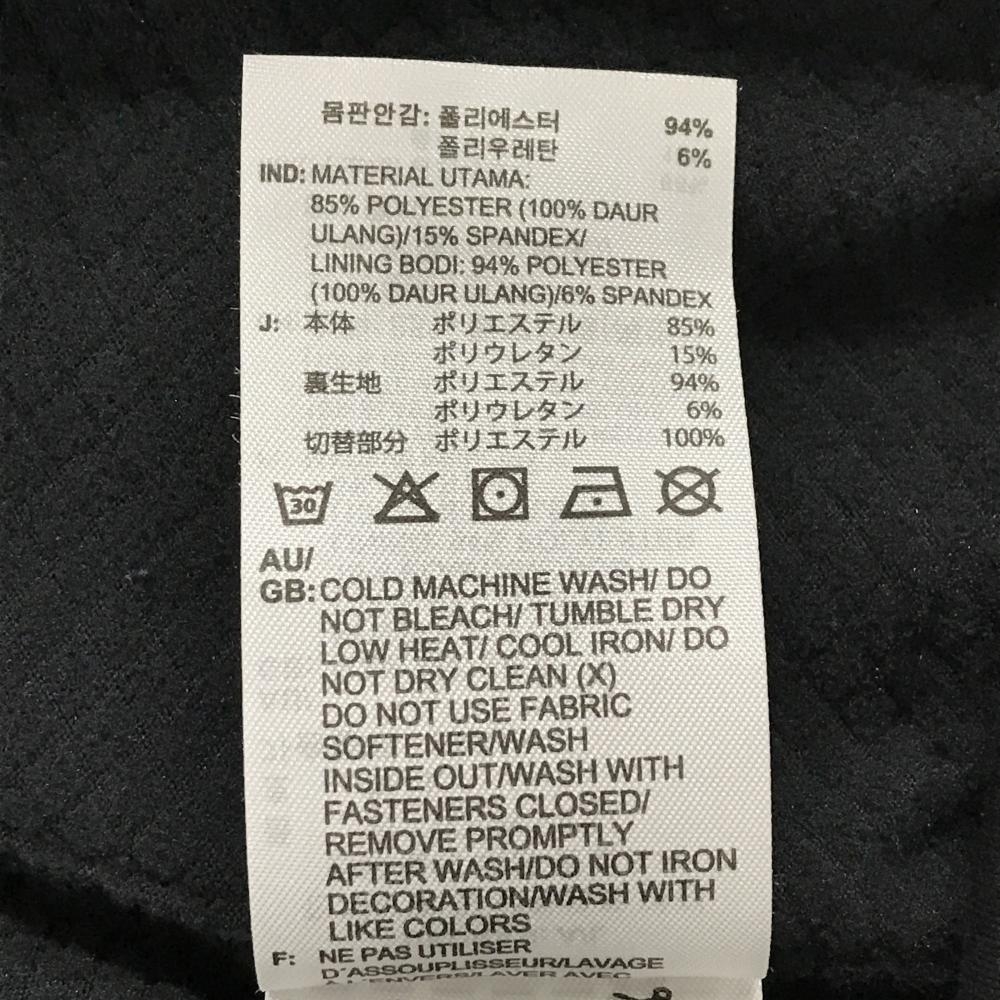 몸판안감: 폴리에스터 94%
폴리우레탄 6%
IND: MATERIAL UTAMA:
85% POLYESTER (100% DAUR
ULANG)/15% SPANDEX/
LINING BODI: 94% POLYESTER
(100% DAUR ULANG)/6% SPANDEX
J: 本体 ポリエステル 85%
ポリウレタン 15%
裏生地 ポリエステル 94%
ポリウレタン 6%
切替部分 ポリエステル 100%
30
AU/
GB: COLD MACHINE WASH/ DO
NOT BLEACH/ TUMBLE DRY
LOW HEAT/ COOL IRON/ DO
NOT DRY CLEAN (X)
DO NOT USE FABRIC
SOFTENER/WASH
INSIDE OUT/WASH WITH
FASTENERS CLOSED/
REMOVE PROMPTLY
AFTER WASH/DO NOT IRON
DECORATION/WASH WITH
LIKE COLORS
F: NE PAS UTILISER
D'ASSOUPLISSEUR/LAVAGE
À L'ENVERS/LAVER AVEC